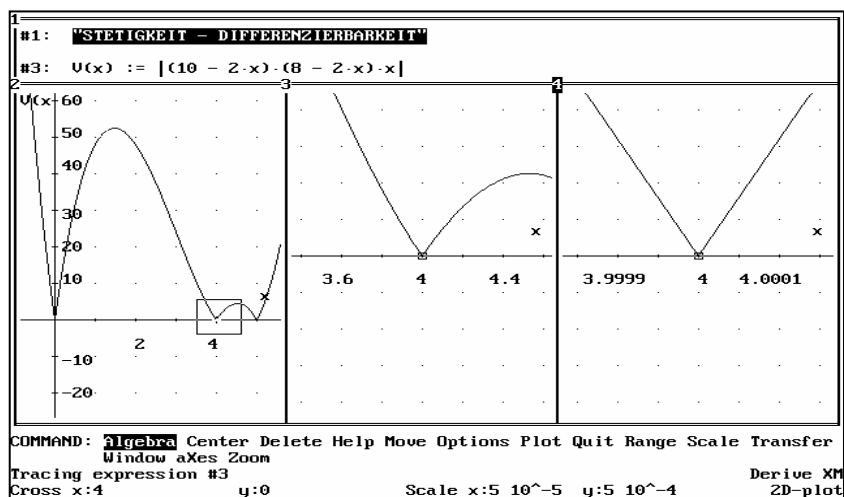 1
#1: "STETIGKEIT - DIFFERENZIERBARKEIT"
#3: V(x) := |(10 - 2·x)·(8 - 2·x)·x|
2
V(x
60
50
40
30
20
10
x
2
4
-10
-20
3
x
3.6 4 4.4
4
x
3.9999 4 4.0001
COMMAND: Algebra Center Delete Help Move Options Plot Quit Range Scale Transfer
Window aXes Zoom
Tracing expression #3 Derive XM
Cross x:4 y:0 Scale x:5 10^-5 y:5 10^-4 2D-plot